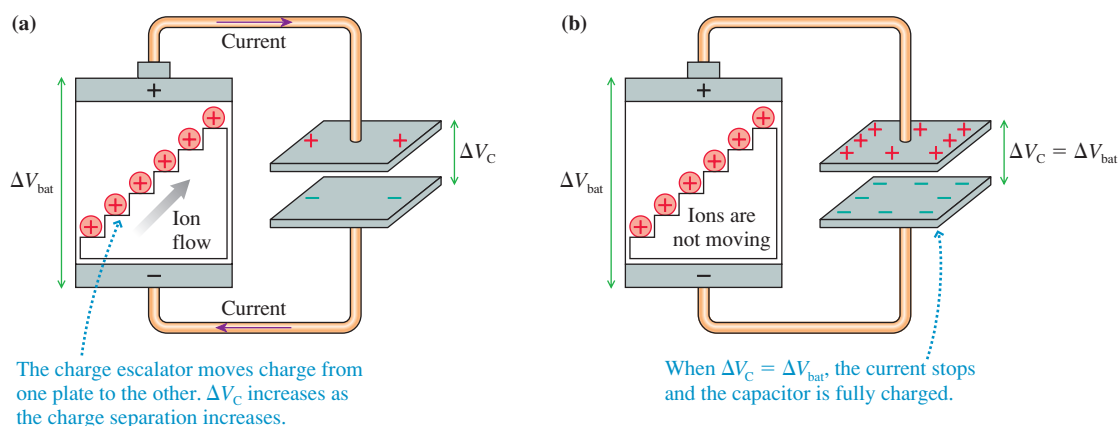 (a)
Current
+
ΔV_bat
+ + + + + +
Ion
flow
−
+ +
− −
ΔV_C
Current
The charge escalator moves charge from
one plate to the other. ΔV_C increases as
the charge separation increases.
(b)
+
ΔV_bat
+ + + + + +
Ions are
not moving
−
+ + + + + + + + +
− − − − − − − −
ΔV_C = ΔV_bat
When ΔV_C = ΔV_bat, the current stops
and the capacitor is fully charged.